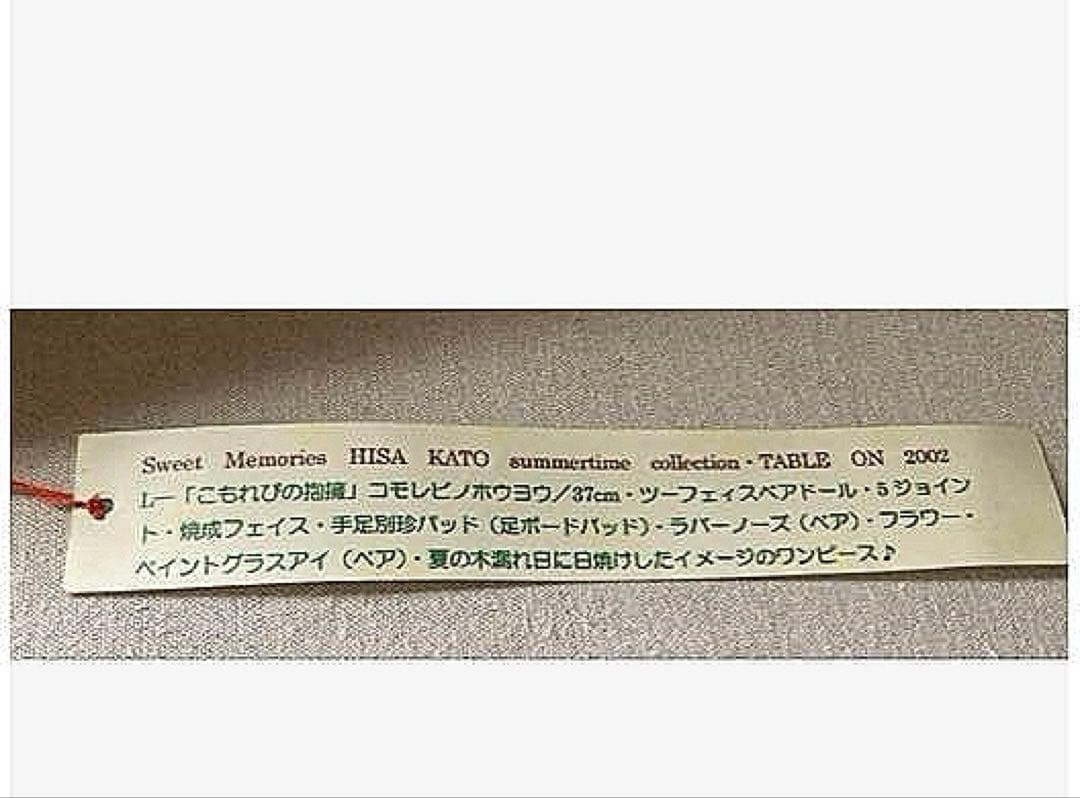 Sweet Memories HISA KATO summertime collection・TABLE ON 2002
L―「こもれびの抱擁」コモレビノホウヨウ／37cm・ツーフェイスベアドール・5ジョイン
ト・焼成フェイス・手足別珍パッド（足ボードパッド）・ラバーノーズ（ベア）・フラワー・
ペイントグラスアイ（ベア）・夏の木漏れ日に日焼けしたイメージのワンピース♪